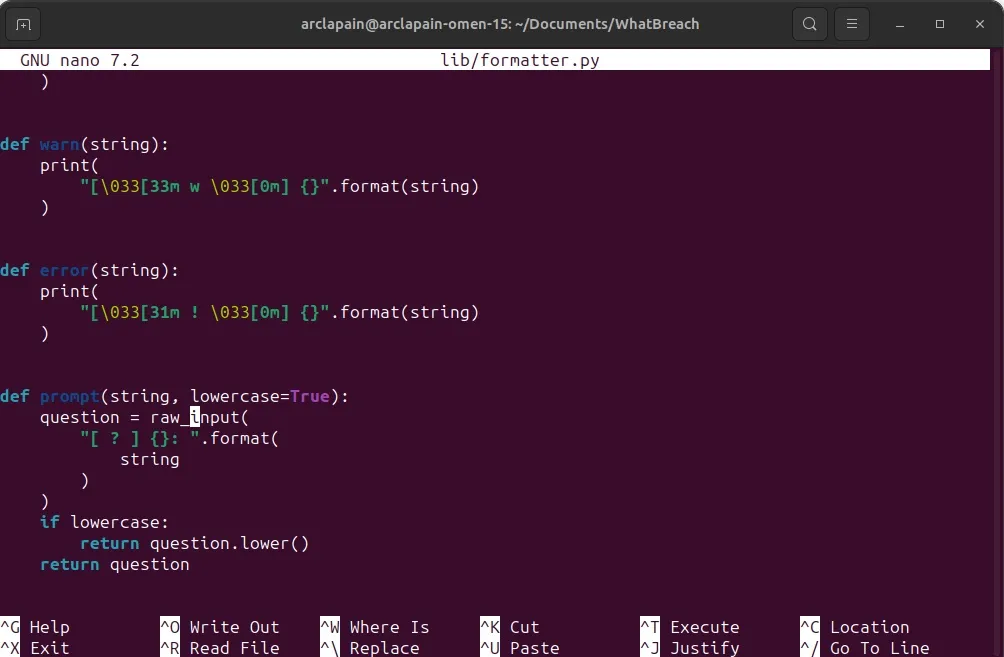 arclapain@arclapain-omen-15: ~/Documents/WhatBreach
GNU nano 7.2 lib/formatter.py
    )


def warn(string):
    print(
        "[\033[33m w \033[0m] {}".format(string)
    )


def error(string):
    print(
        "[\033[31m ! \033[0m] {}".format(string)
    )


def prompt(string, lowercase=True):
    question = raw_input(
        "[ ? ] {}: ".format(
            string
        )
    )
    if lowercase:
        return question.lower()
    return question

^G Help ^O Write Out ^W Where Is ^K Cut ^T Execute ^C Location
^X Exit ^R Read File ^\ Replace ^U Paste ^J Justify ^/ Go To Line